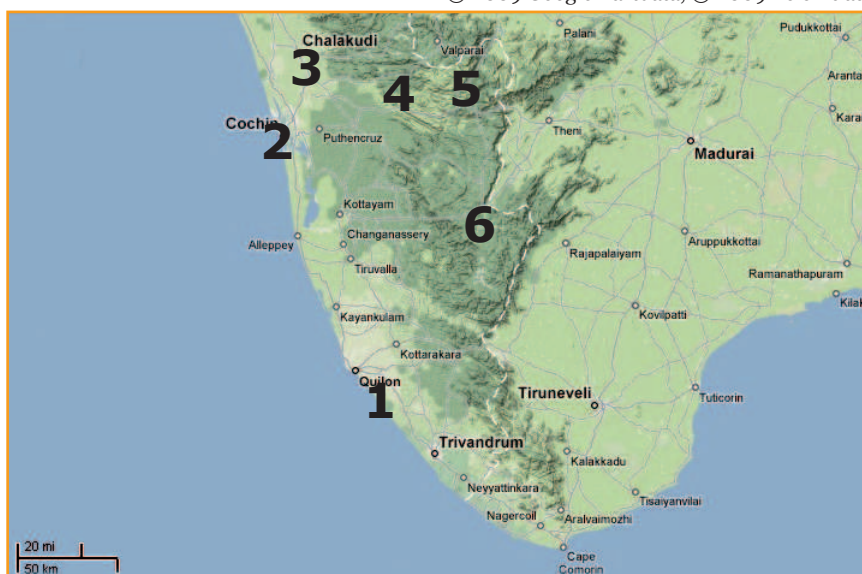 Chalakudi
Valparai
Palani
Pudukkottai
3
4
5
Cochin
2
Puthencruz
Theni
Madurai
Kottayam
6
Alleppey
Changanassery
Tiruvalla
Rajapalaiyam
Aruppukkottai
Ramanathapuram
Kayankulam
Kovilpatti
Kottarakara
Quilon
1
Tiruneveli
Tuticorin
Trivandrum
Kalakkadu
Neyyattinkara
Tisaiyanvilai
Nagercoil
Aralvaimozhi
20 mi
50 km
Cape
Comorin